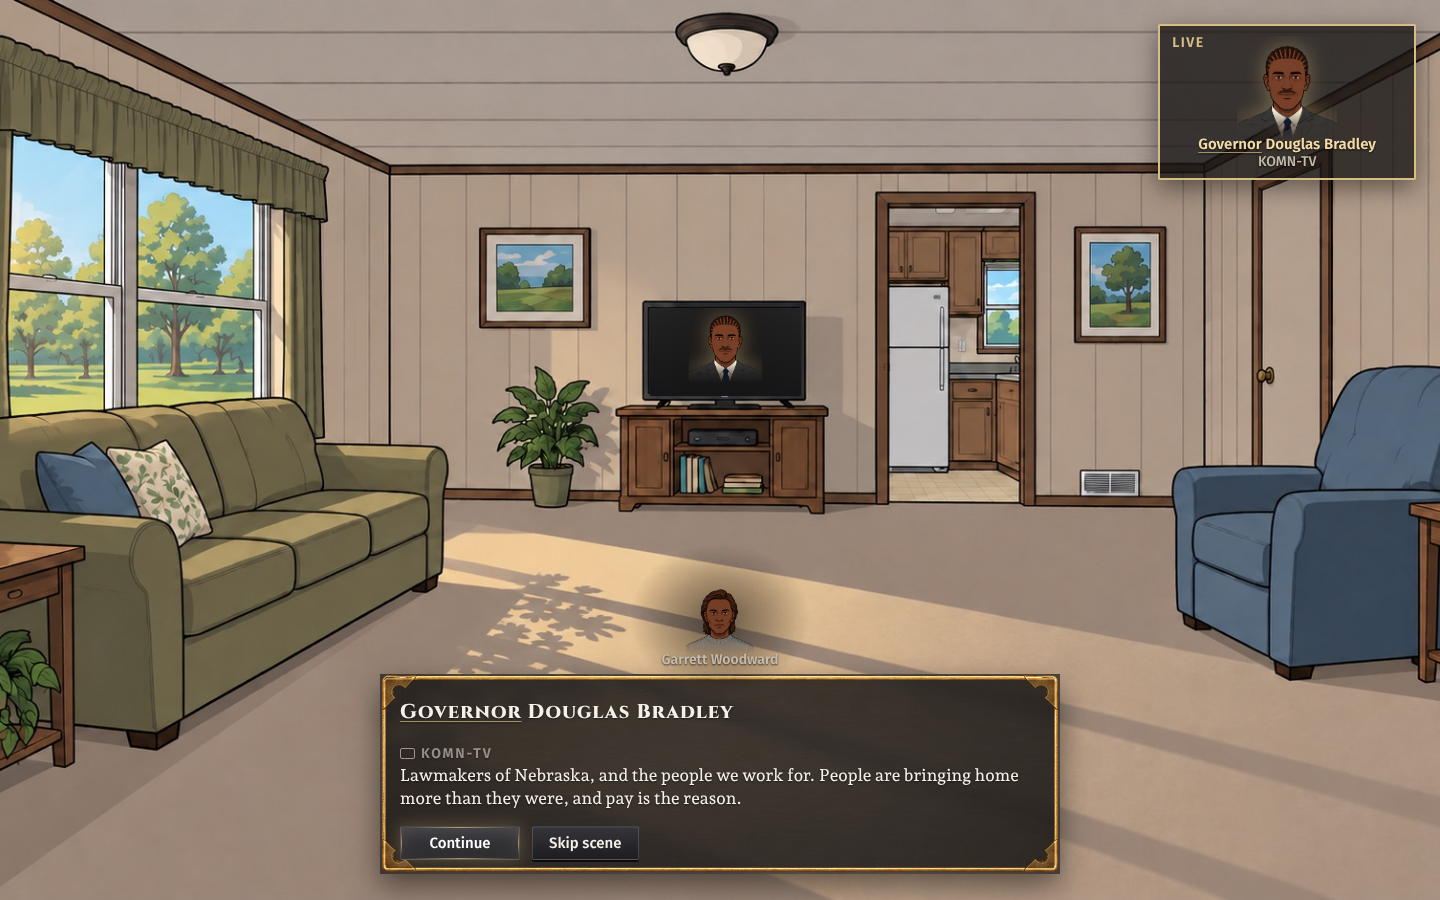 LIVE
Governor Douglas Bradley
KOMN-TV
Garrett Woodward
Governor Douglas Bradley
KOMN-TV
Lawmakers of Nebraska, and the people we work for. People are bringing home
more than they were, and pay is the reason.
Continue
Skip scene